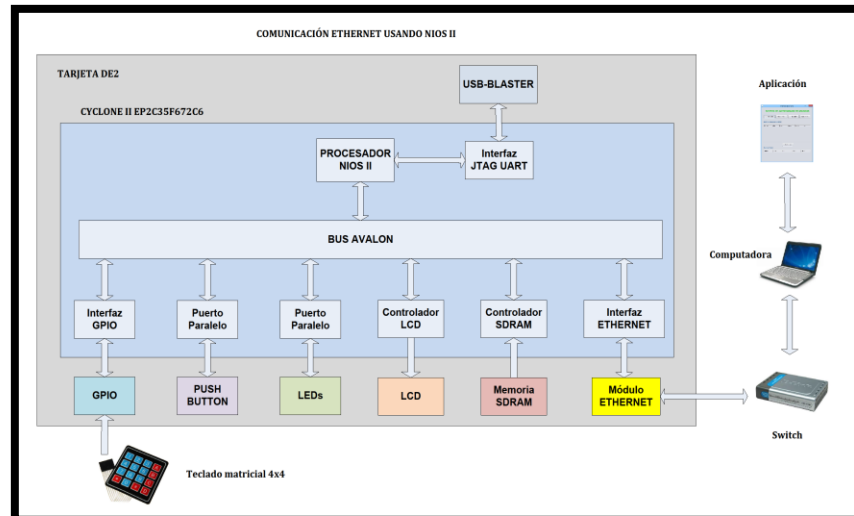 COMUNICACIÓN ETHERNET USANDO NIOS II
TARJETA DE2
USB-BLASTER
Aplicación
CYCLONE II EP2C35F672C6
PROCESADOR
NIOS II
Interfaz
JTAG UART
BUS AVALON
Computadora
Interfaz
GPIO
Puerto
Paralelo
Puerto
Paralelo
Controlador
LCD
Controlador
SDRAM
Interfaz
ETHERNET
GPIO
PUSH
BUTTON
LEDs
LCD
Memoria
SDRAM
Módulo
ETHERNET
Switch
Teclado matricial 4x4